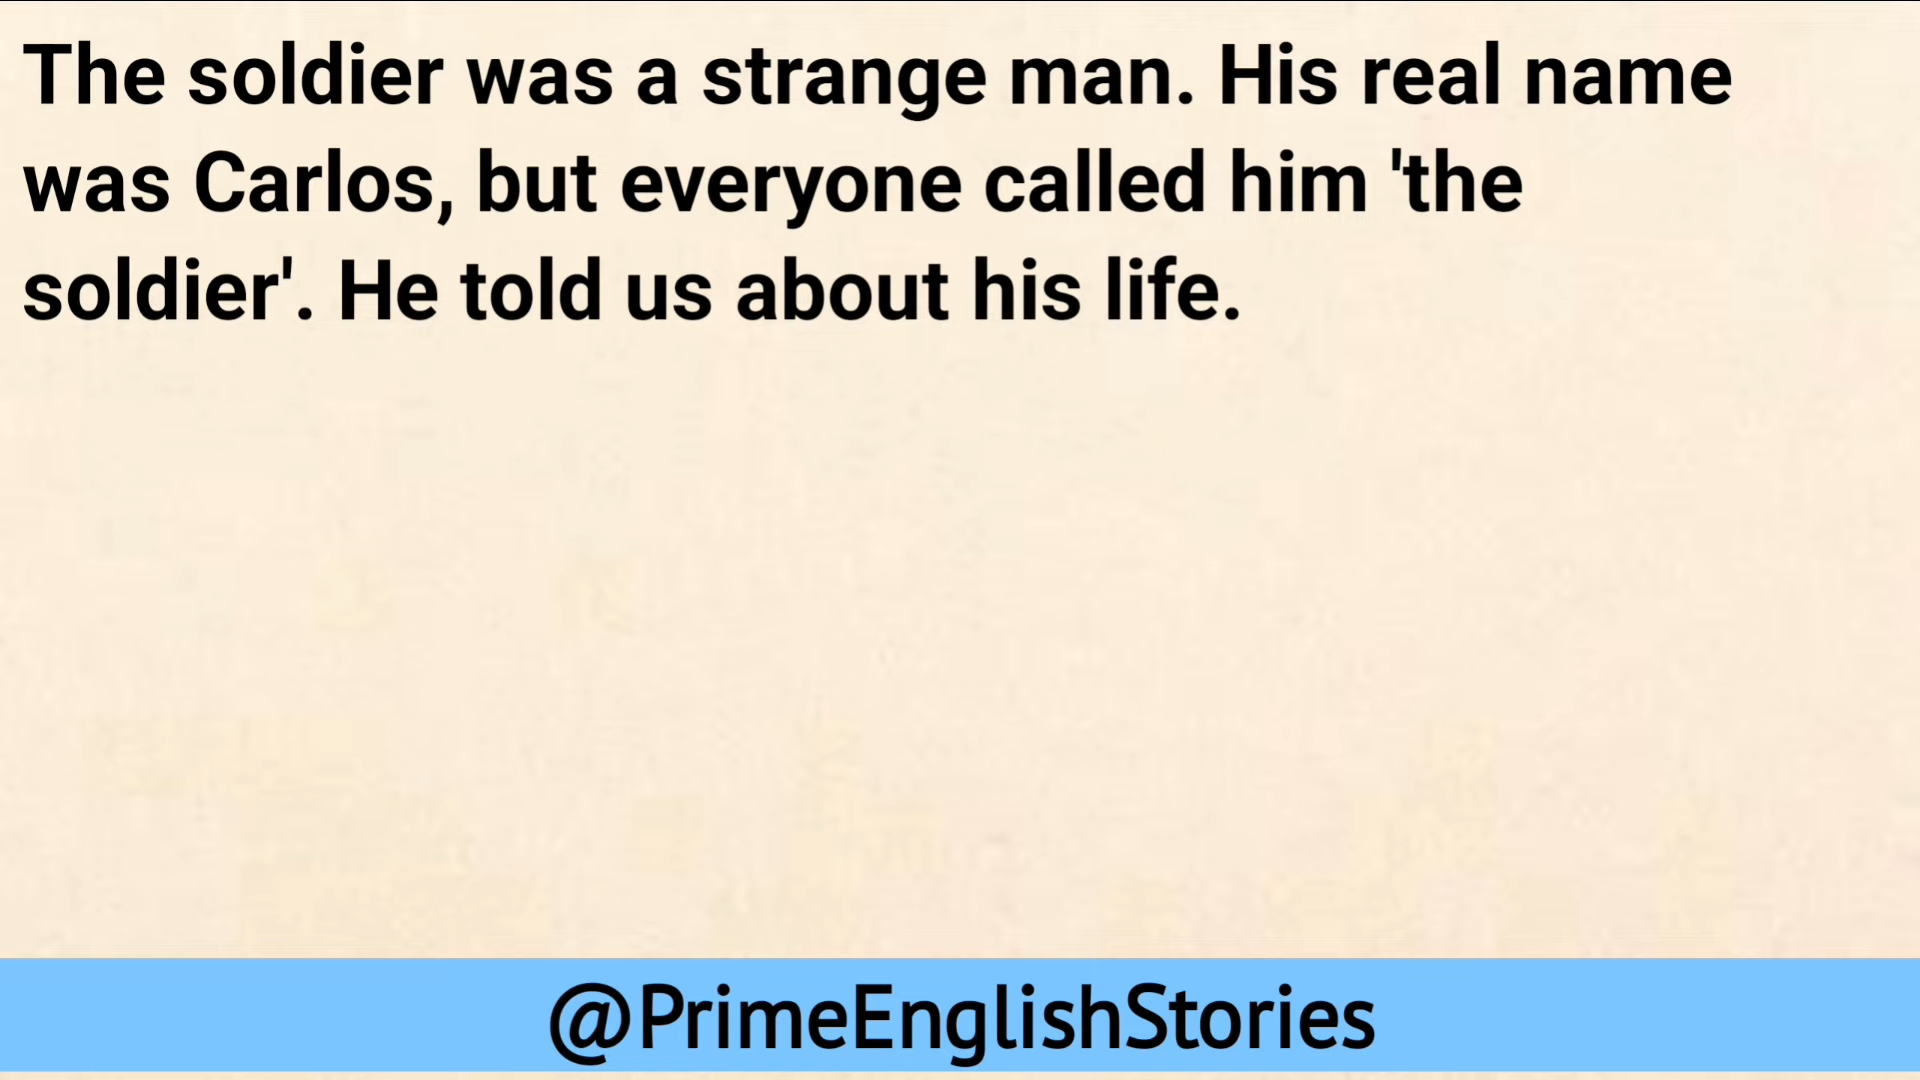 The soldier was a strange man. His real name
was Carlos, but everyone called him 'the
soldier'. He told us about his life.
@PrimeEnglishStories